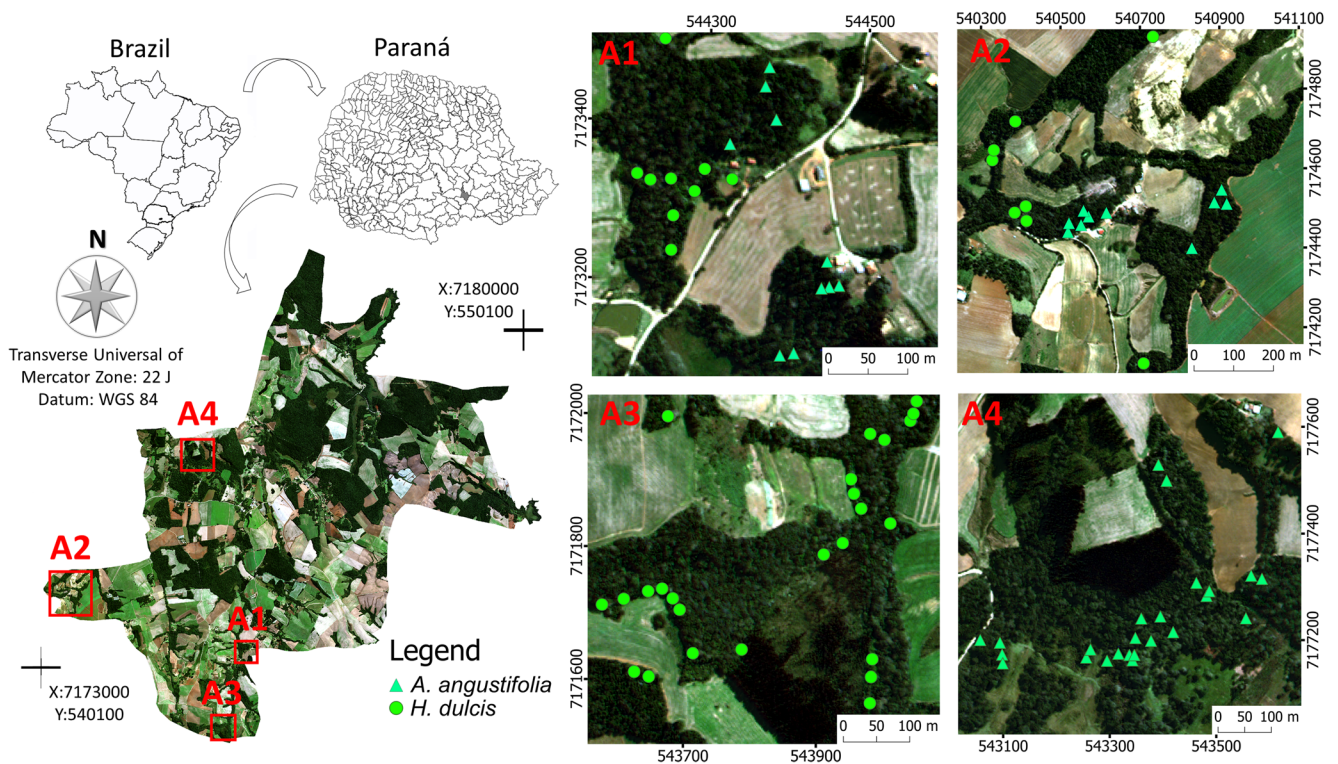 Brazil
Paraná
N
Transverse Universal of
Mercator Zone: 22 J
Datum: WGS 84
X:7180000
Y:550100
A4
A2
A1
A3
X:7173000
Y:540100
Legend
A. angustifolia
H. dulcis
544300
544500
A1
7173400
7173200
0 50 100 m
540300
540500
540700
540900
541100
A2
7174800
7174600
7174400
7174200
0 100 200 m
A3
7172000
7171800
7171600
0 50 100 m
543700
543900
A4
7177600
7177400
7177200
0 50 100 m
543100
543300
543500